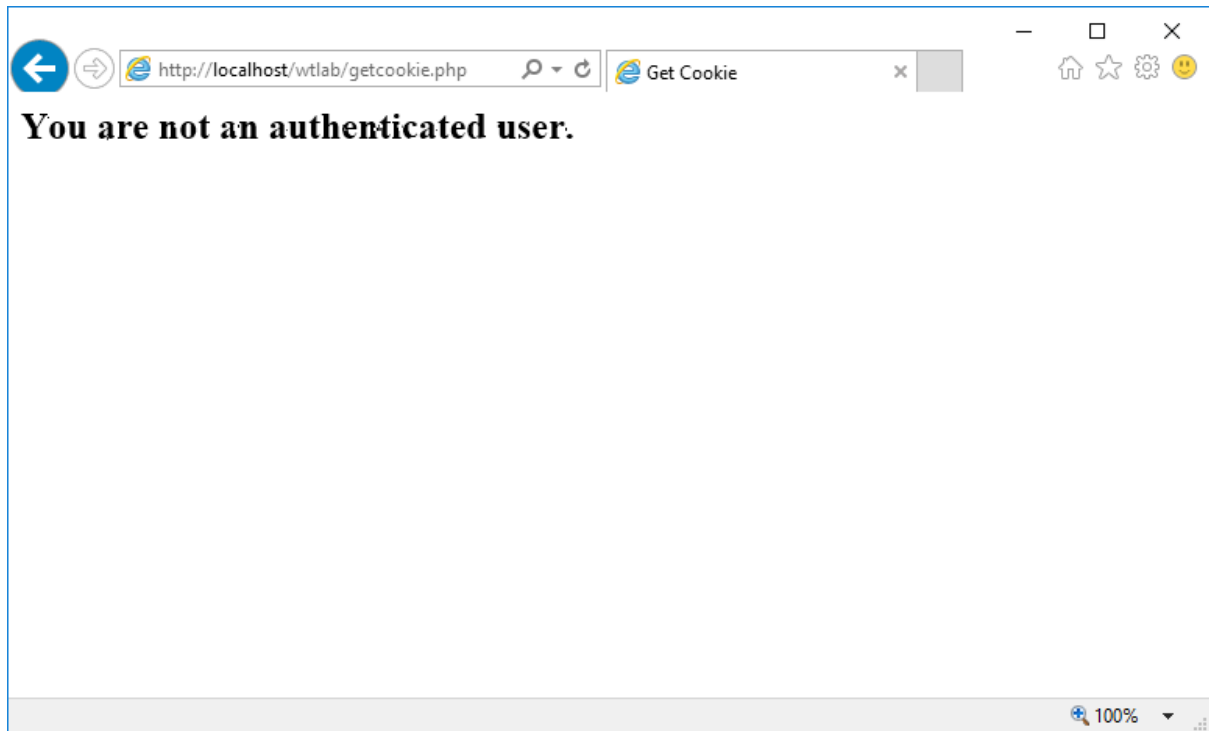 http://localhost/wtlab/getcookie.php
Get Cookie
You are not an authenticated user.
100%